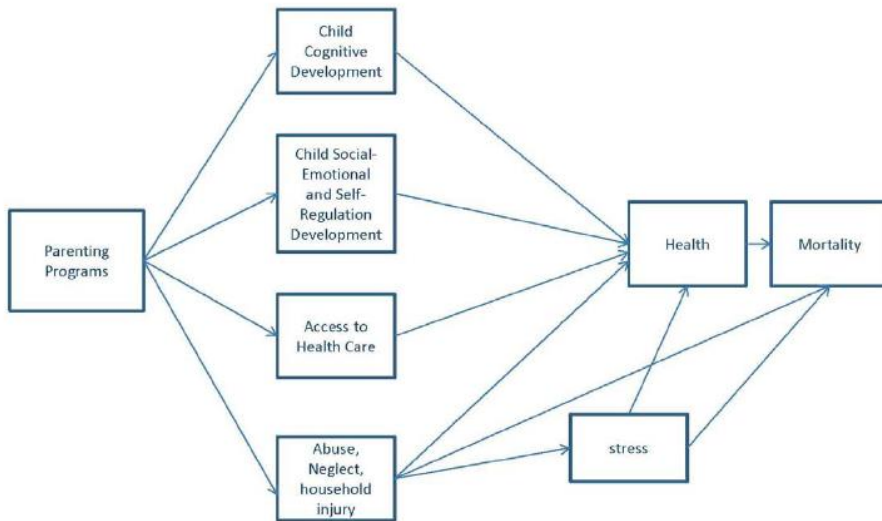 Child
Cognitive
Development
Child Social-
Emotional
and Self-
Regulation
Development
Parenting
Programs
Health
Mortality
Access to
Health Care
Abuse,
Neglect,
household
injury
stress